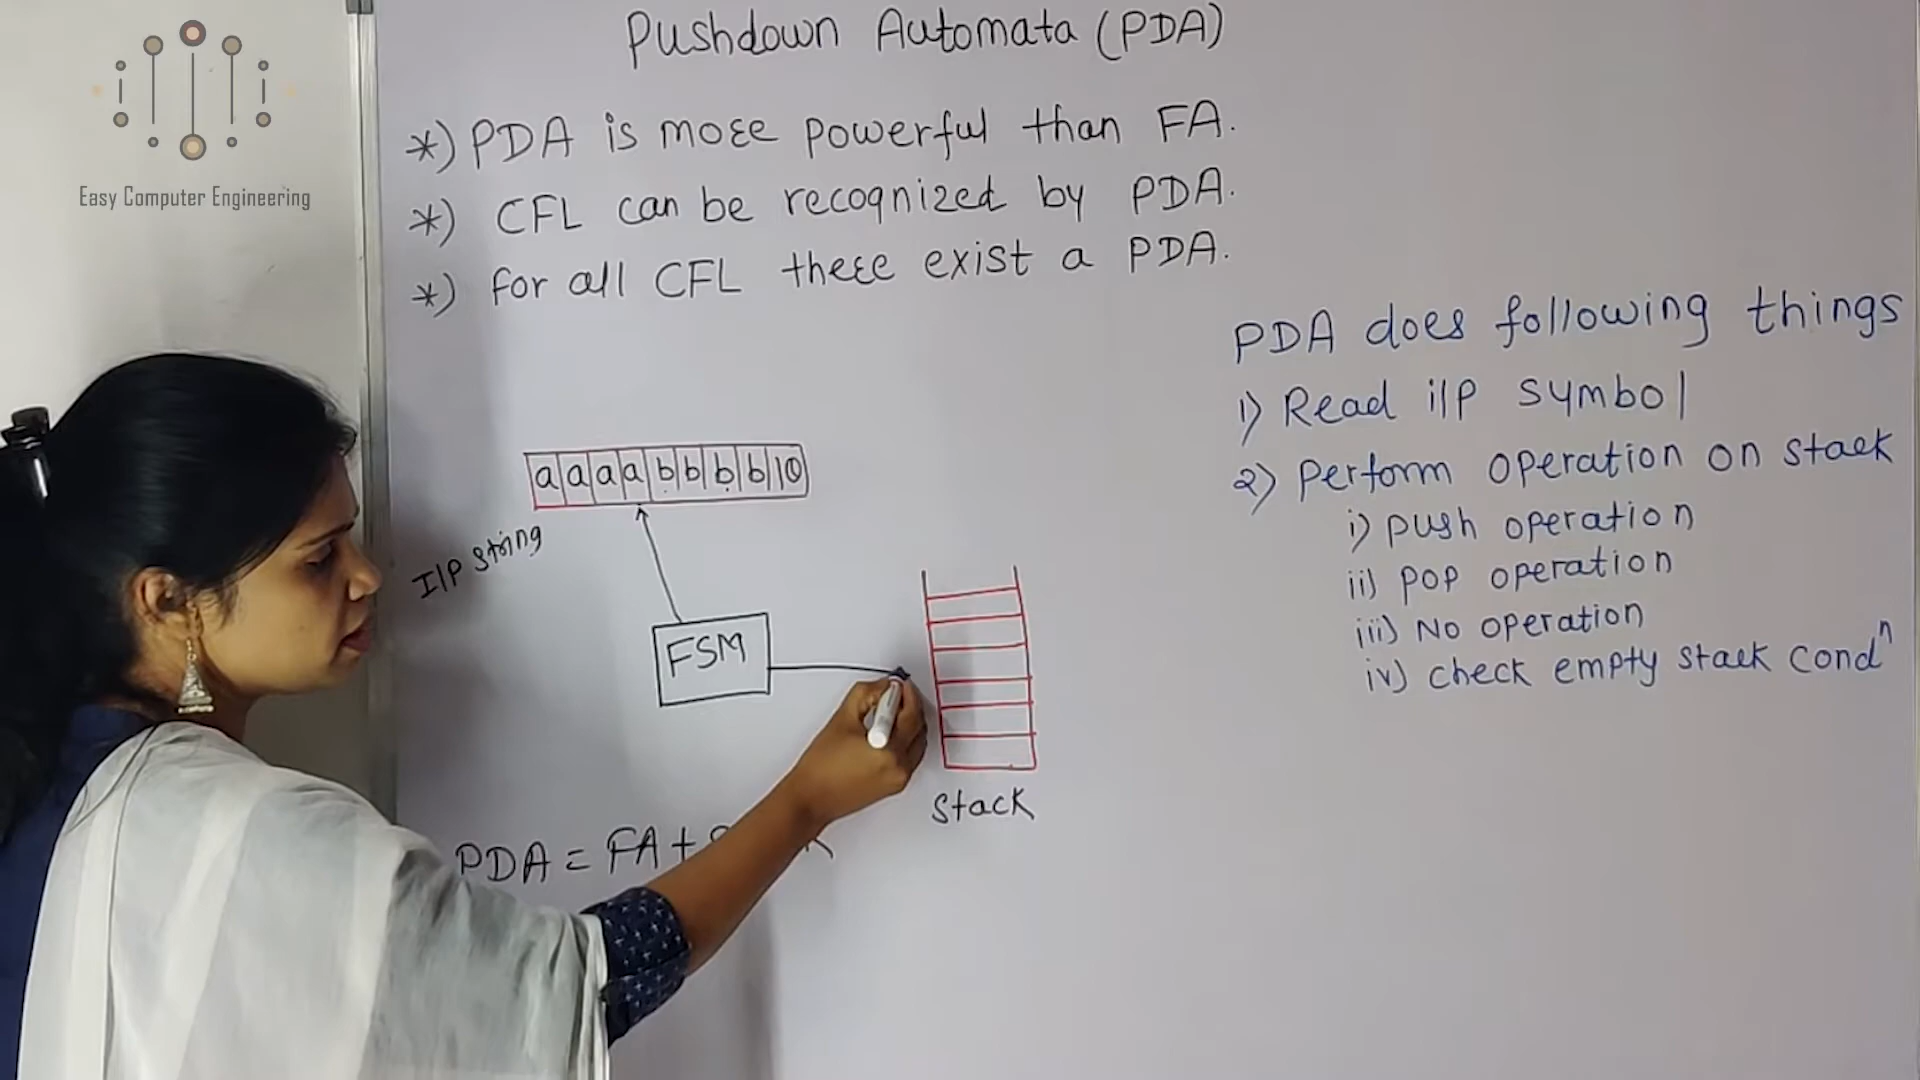 Easy Computer Engineering
Pushdown Automata (PDA)
*) PDA is more powerful than FA.
*) CFL can be recognized by PDA.
*) for all CFL there exist a PDA.
PDA does following things
1) Read i/p symbol
2) Perform operation on stack
i) push operation
ii) pop operation
iii) No operation
iv) check empty stack condⁿ
a a a a b b b b
I/P string
FSM
Stack
PDA = FA +